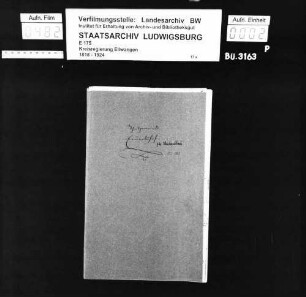 Aufn. Film
0482
Verfilmungsstelle: Landesarchiv BW
Institut für Erhaltung von Archiv- und Bibliotheksgut
STAATSARCHIV LUDWIGSBURG
E 175
Kreisregierung Ellwangen
1818 - 1924
Aufn. Einheit
0002
P
Bü. 3163